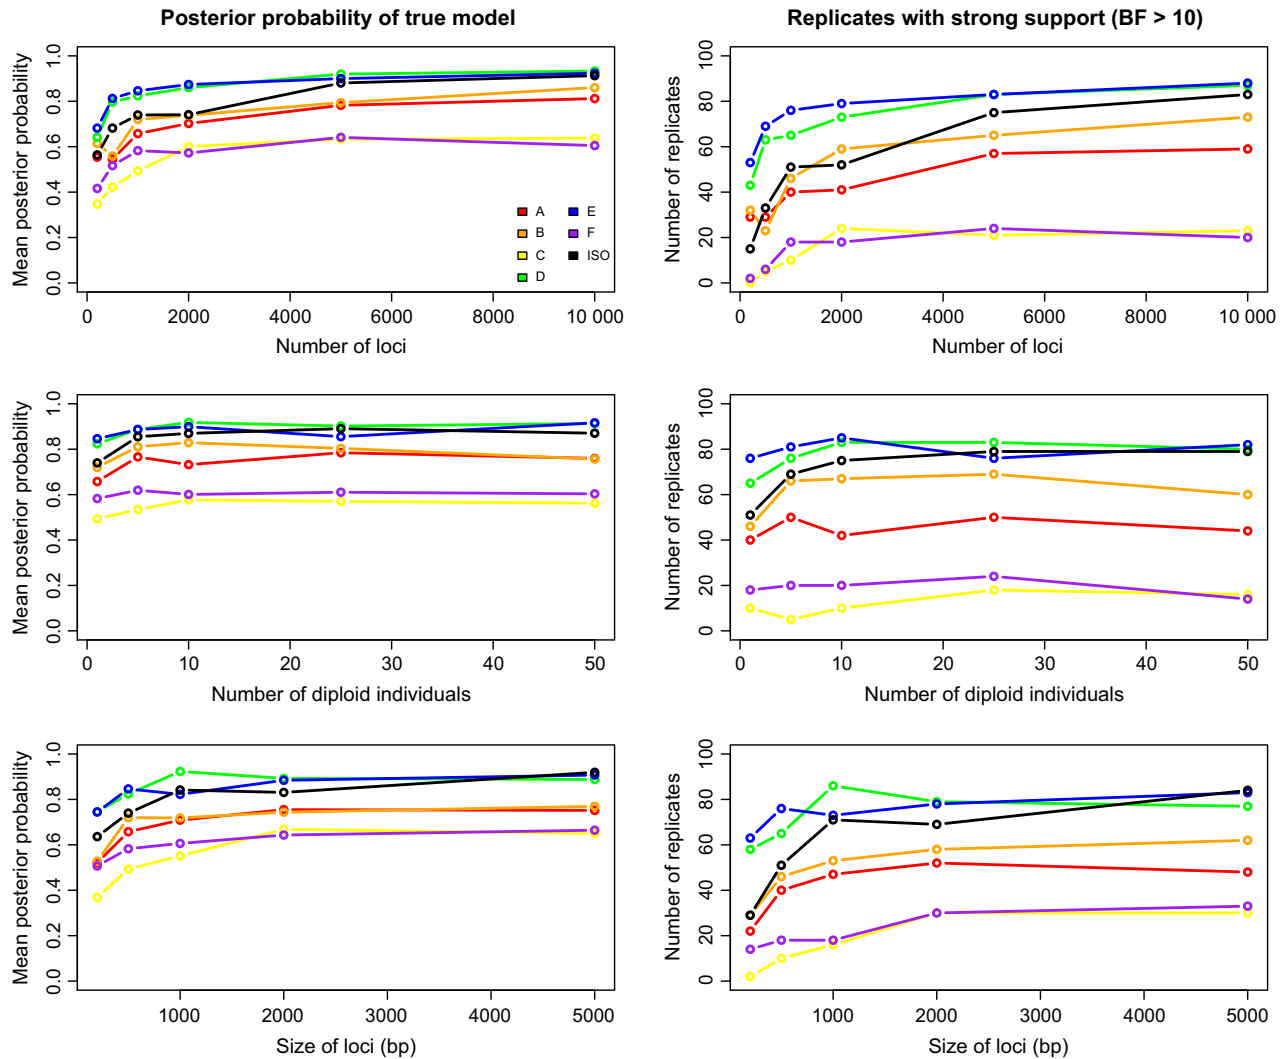 Posterior probability of true model
Replicates with strong support (BF > 10)
Mean posterior probability
0.0 0.2 0.4 0.6 0.8 1.0
A
B
C
D
E
F
ISO
0 2000 4000 6000 8000 10 000
Number of loci
Number of replicates
0 20 40 60 80 100
0 2000 4000 6000 8000 10 000
Number of loci
Mean posterior probability
0.0 0.2 0.4 0.6 0.8 1.0
0 10 20 30 40 50
Number of diploid individuals
Number of replicates
0 20 40 60 80 100
0 10 20 30 40 50
Number of diploid individuals
Mean posterior probability
0.0 0.2 0.4 0.6 0.8 1.0
1000 2000 3000 4000 5000
Size of loci (bp)
Number of replicates
0 20 40 60 80 100
1000 2000 3000 4000 5000
Size of loci (bp)